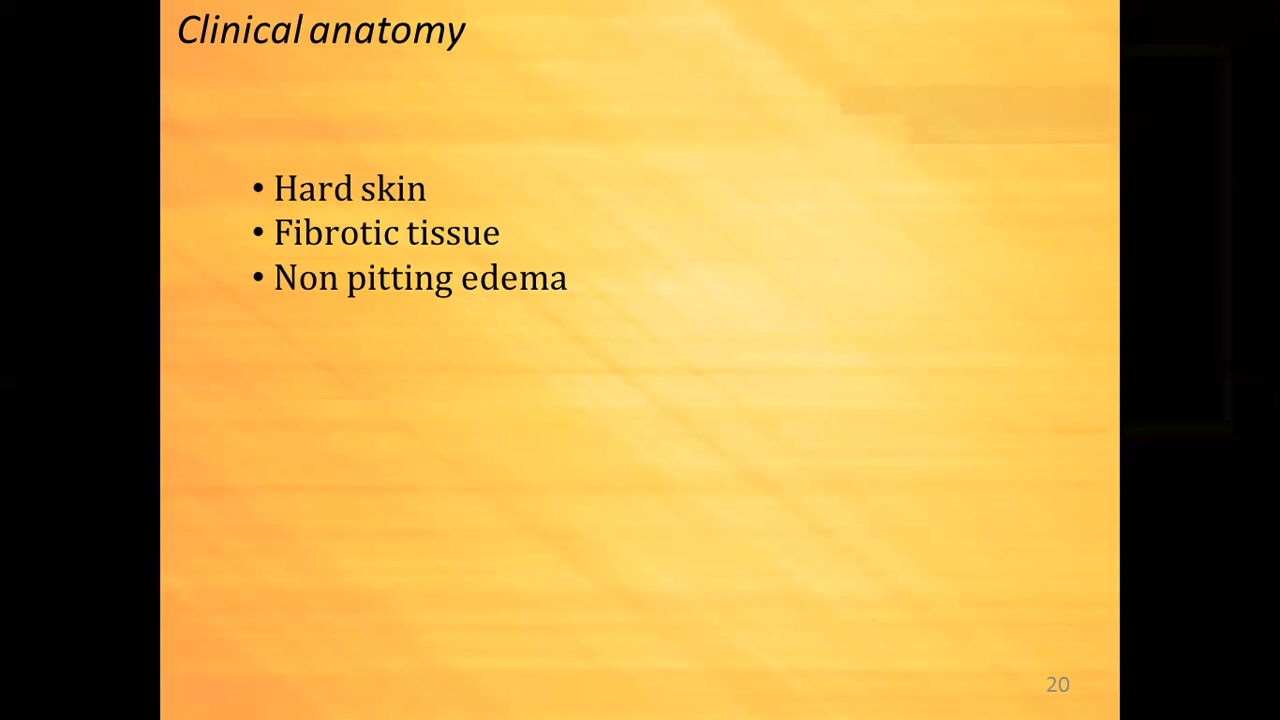 Clinical anatomy
• Hard skin
• Fibrotic tissue
• Non pitting edema
20